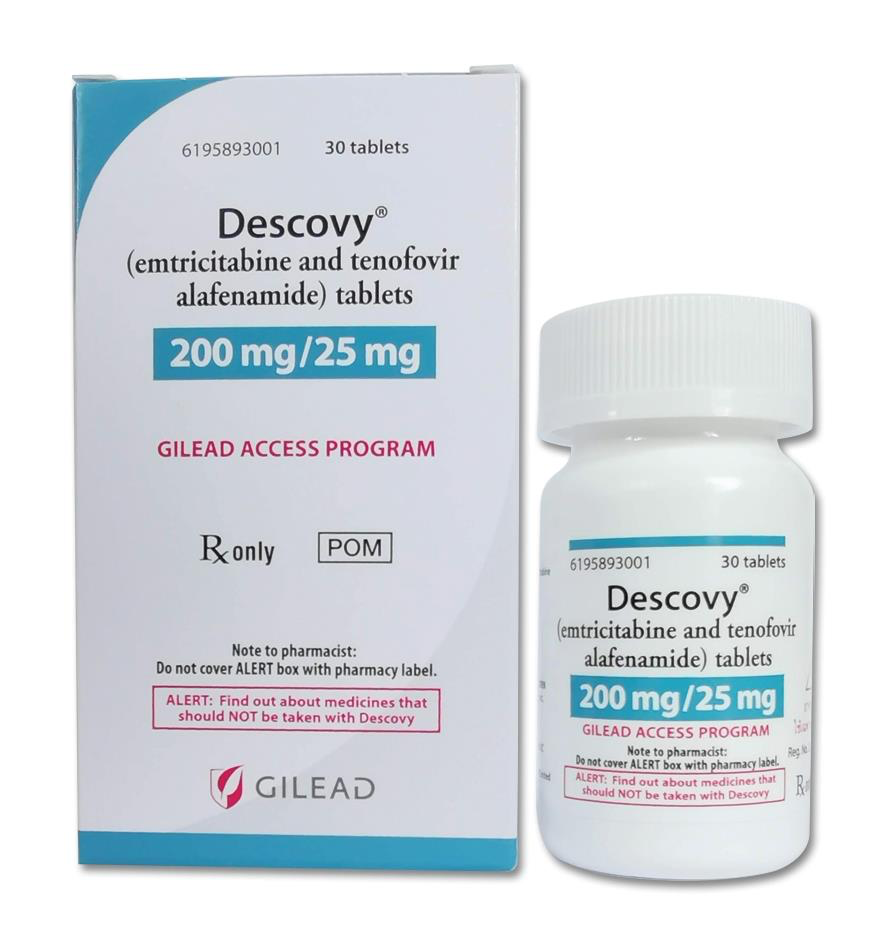 6195893001 30 tablets
Descovy®
(emtricitabine and tenofovir
alafenamide) tablets
200 mg/25 mg
GILEAD ACCESS PROGRAM
Rx only POM
Note to pharmacist:
Do not cover ALERT box with pharmacy label.
ALERT: Find out about medicines that
should NOT be taken with Descovy
GILEAD
6195893001 30 tablets
Descovy®
(emtricitabine and tenofovir
alafenamide) tablets
200 mg/25 mg
GILEAD ACCESS PROGRAM
Note to pharmacist:
Do not cover ALERT box with pharmacy label.
ALERT: Find out about medicines that
should NOT be taken with Descovy
Reg. No.